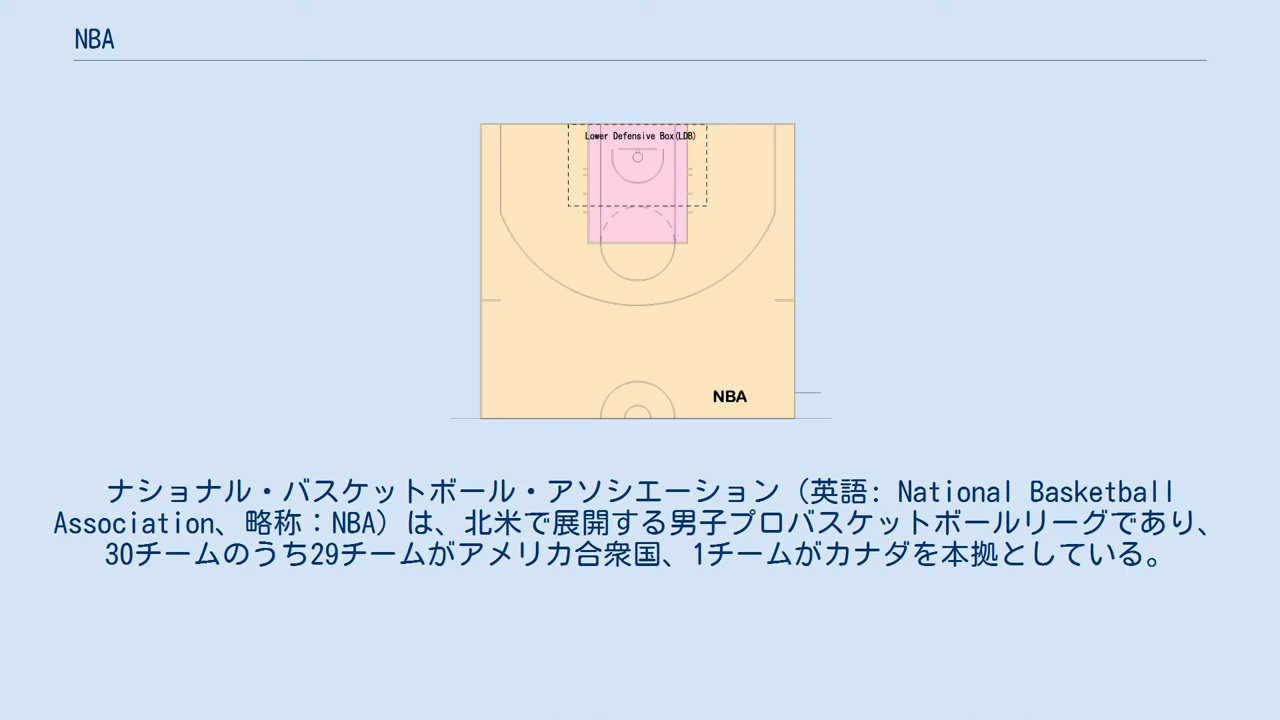 NBA
Lower Defensive Box(LDB)
NBA
ナショナル・バスケットボール・アソシエーション（英語: National Basketball
Association、略称：NBA）は、北米で展開する男子プロバスケットボールリーグであり、
30チームのうち29チームがアメリカ合衆国、1チームがカナダを本拠としている。